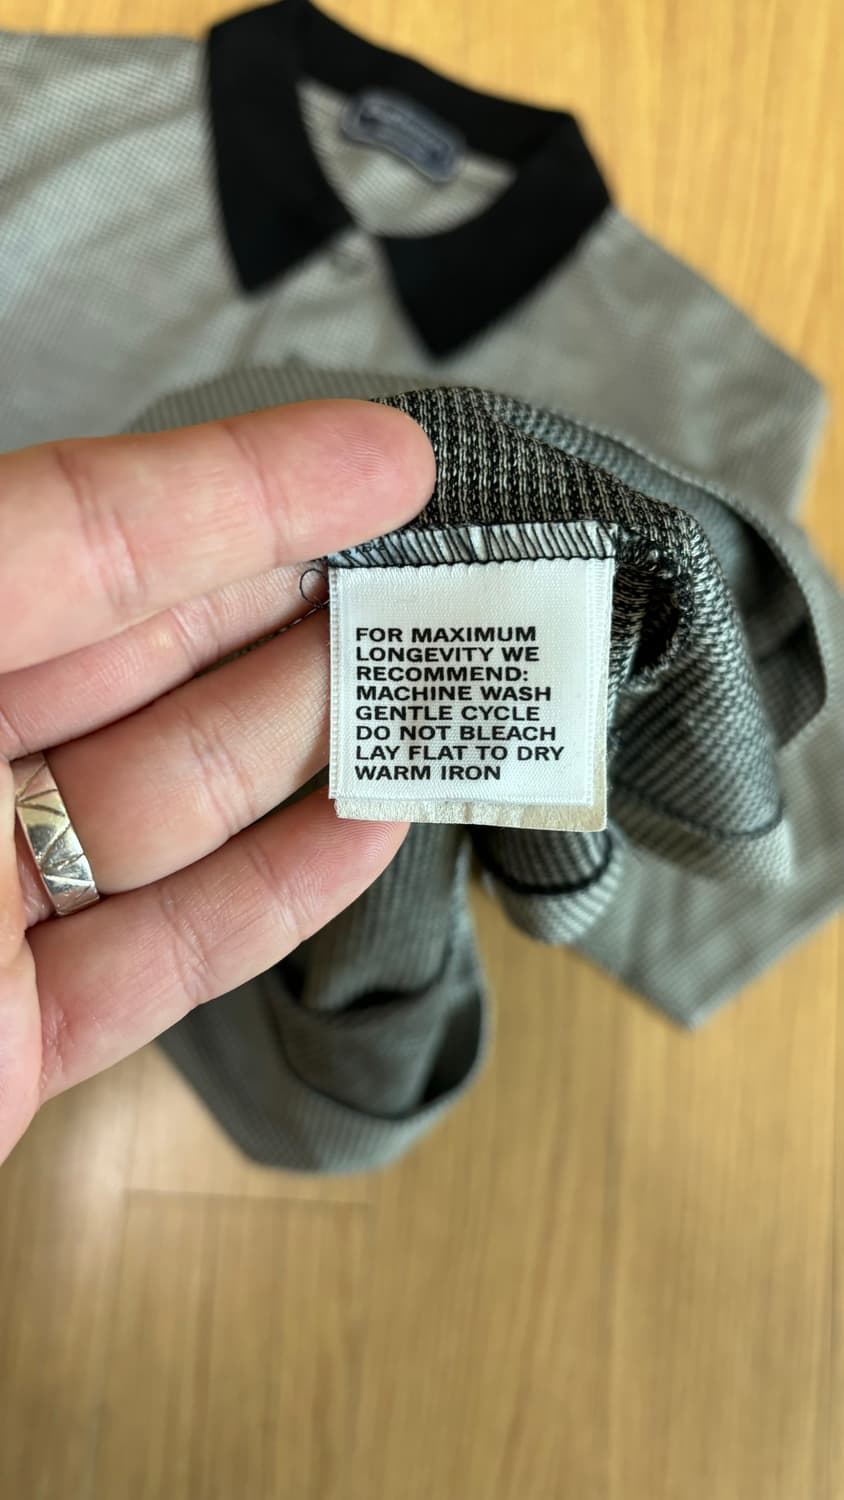 FOR MAXIMUM
LONGEVITY WE
RECOMMEND:
MACHINE WASH
GENTLE CYCLE
DO NOT BLEACH
LAY FLAT TO DRY
WARM IRON